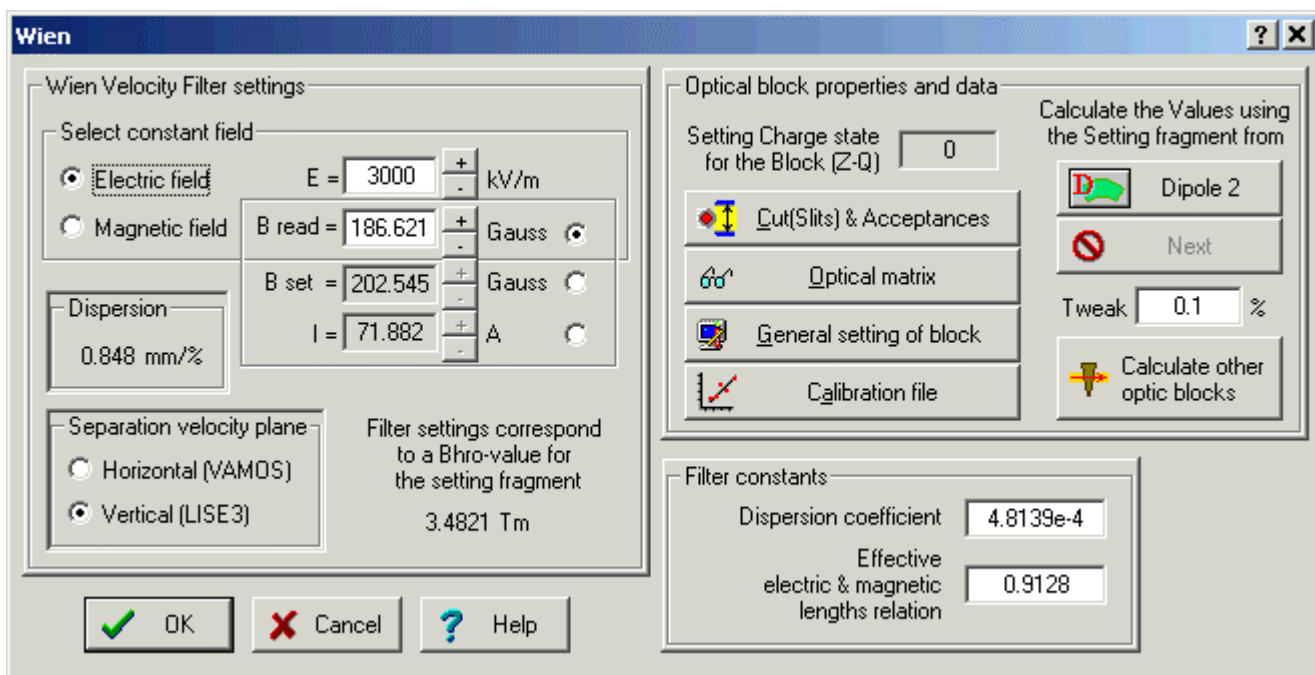 Wien
Wien Velocity Filter settings
Select constant field
Electric field
E = 3000 + - kV/m
Magnetic field
B read = 186.621 + - Gauss
B set = 202.545 + - Gauss
I = 71.882 + - A
Dispersion
0.848 mm/%
Separation velocity plane
Horizontal (VAMOS)
Vertical (LISE3)
Filter settings correspond
to a Bhro-value for
the setting fragment
3.4821 Tm
OK
Cancel
? Help
Optical block properties and data
Setting Charge state
for the Block (Z-Q)
0
Cut(Slits) & Acceptances
Optical matrix
General setting of block
Calibration file
Calculate the Values using
the Setting fragment from
D Dipole 2
Next
Tweak 0.1 %
Calculate other
optic blocks
Filter constants
Dispersion coefficient 4.8139e-4
Effective
electric & magnetic
lengths relation
0.9128